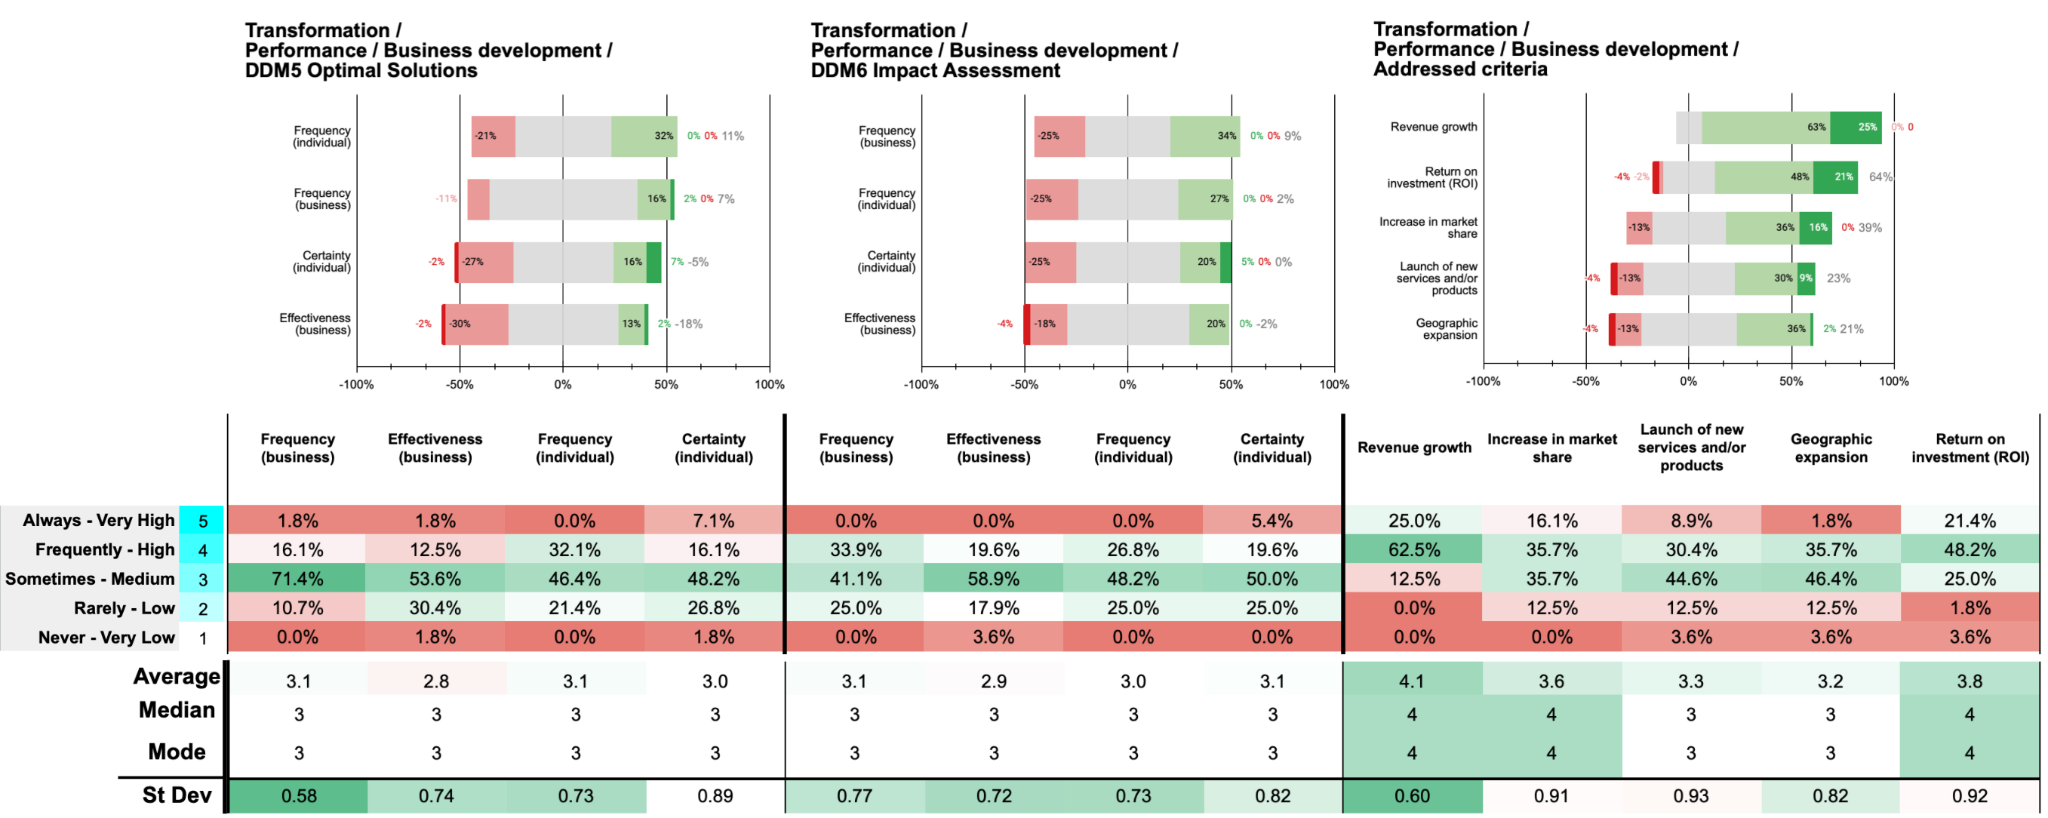 Transformation /
Performance / Business development /
DDM5 Optimal Solutions
Frequency
(individual)
-21%
32%
0% 0% 11%
Frequency
(business)
-11%
16%
2% 0% 7%
Certainty
(individual)
-2%
-27%
16%
7% -5%
Effectiveness
(business)
-2%
-30%
13%
2% -18%
-100% -50% 0% 50% 100%
Transformation /
Performance / Business development /
DDM6 Impact Assessment
Frequency
(business)
-25%
34%
0% 0% 9%
Frequency
(individual)
-25%
27%
0% 0% 2%
Certainty
(individual)
-25%
20%
5% 0% 0%
Effectiveness
(business)
-4%
-18%
20%
0% -2%
-100% -50% 0% 50% 100%
Transformation /
Performance / Business development /
Addressed criteria
Revenue growth
63%
25%
0% 0
Return on
investment (ROI)
-4% -2%
48%
21%
64%
Increase in market
share
-13%
36%
16%
0% 39%
Launch of new
services and/or
products
-4%
-13%
30%
9%
23%
Geographic
expansion
-4%
-13%
36%
2% 21%
-100% -50% 0% 50% 100%
Frequency
(business)
Effectiveness
(business)
Frequency
(individual)
Certainty
(individual)
Frequency
(business)
Effectiveness
(business)
Frequency
(individual)
Certainty
(individual)
Revenue growth
Increase in market
share
Launch of new
services and/or
products
Geographic
expansion
Return on
investment (ROI)
Always - Very High 5 1.8% 1.8% 0.0% 7.1% 0.0% 0.0% 0.0% 5.4% 25.0% 16.1% 8.9% 1.8% 21.4%
Frequently - High 4 16.1% 12.5% 32.1% 16.1% 33.9% 19.6% 26.8% 19.6% 62.5% 35.7% 30.4% 35.7% 48.2%
Sometimes - Medium 3 71.4% 53.6% 46.4% 48.2% 41.1% 58.9% 48.2% 50.0% 12.5% 35.7% 44.6% 46.4% 25.0%
Rarely - Low 2 10.7% 30.4% 21.4% 26.8% 25.0% 17.9% 25.0% 25.0% 0.0% 12.5% 12.5% 12.5% 1.8%
Never - Very Low 1 0.0% 1.8% 0.0% 1.8% 0.0% 3.6% 0.0% 0.0% 0.0% 0.0% 3.6% 3.6% 3.6%
Average 3.1 2.8 3.1 3.0 3.1 2.9 3.0 3.1 4.1 3.6 3.3 3.2 3.8
Median 3 3 3 3 3 3 3 3 4 4 3 3 4
Mode 3 3 3 3 3 3 3 3 4 4 3 3 4
St Dev 0.58 0.74 0.73 0.89 0.77 0.72 0.73 0.82 0.60 0.91 0.93 0.82 0.92